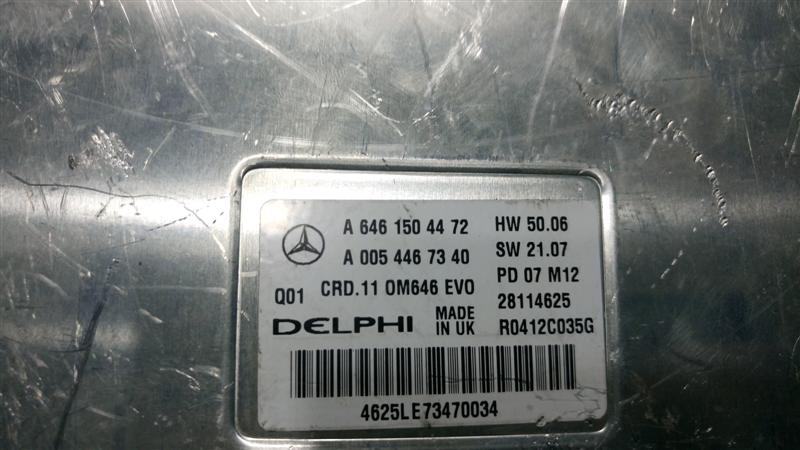 A 646 150 44 72 HW 50.06
A 005 446 73 40 SW 21.07
Q01 CRD.11 OM646 EVO PD 07 M12
28114625
DELPHI MADE IN UK R0412C035G
4625LE73470034